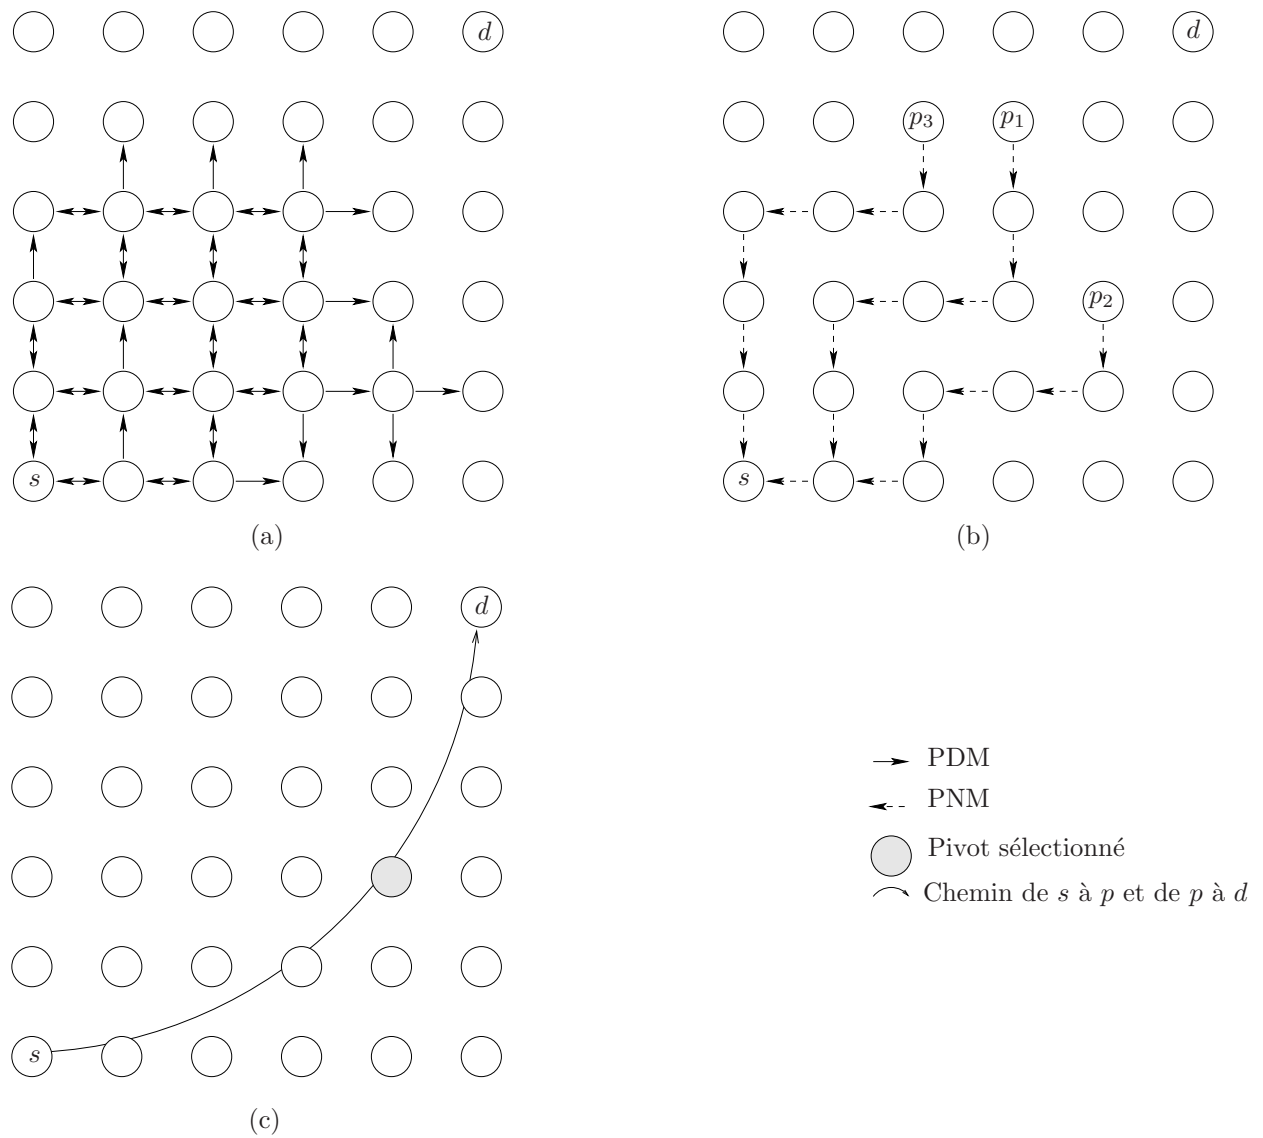 d
s
(a)
d
p3
p1
p2
s
(b)
d
s
(c)
PDM
PNM
Pivot sélectionné
Chemin de s à p et de p à d